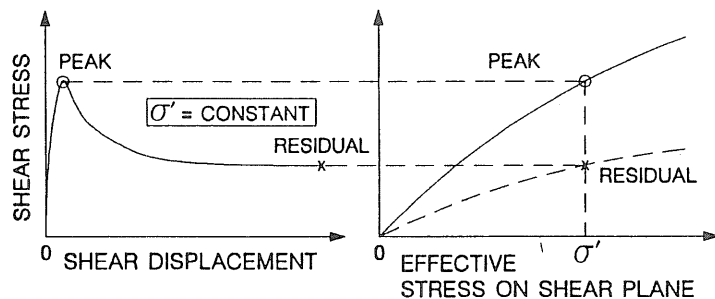 SHEAR STRESS
PEAK
σ' = CONSTANT
RESIDUAL
0
SHEAR DISPLACEMENT
PEAK
RESIDUAL
0
σ'
EFFECTIVE
STRESS ON SHEAR PLANE